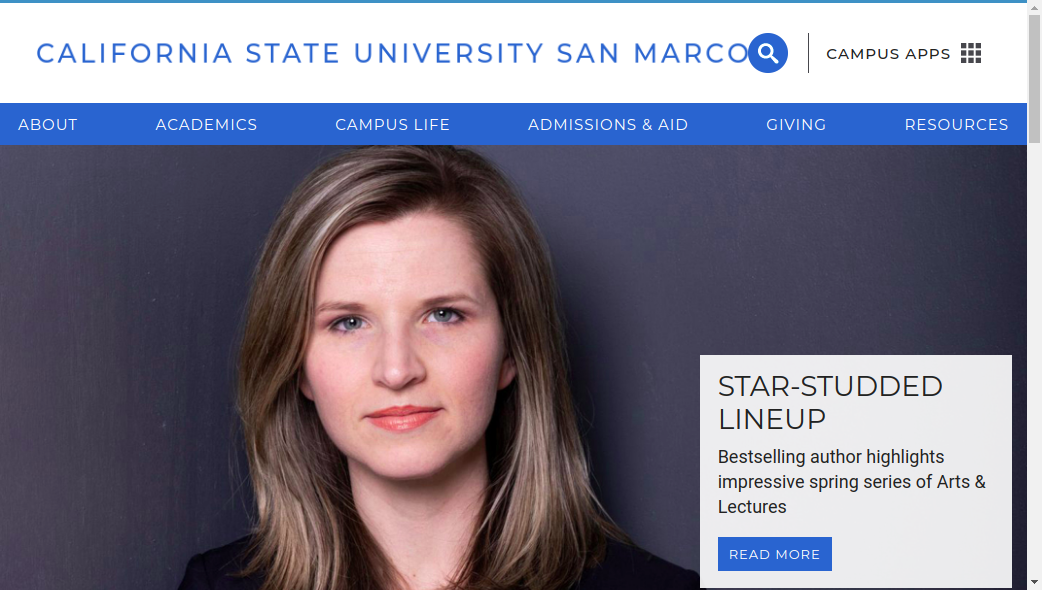 CALIFORNIA STATE UNIVERSITY SAN MARCO
CAMPUS APPS
ABOUT
ACADEMICS
CAMPUS LIFE
ADMISSIONS & AID
GIVING
RESOURCES
STAR-STUDDED
LINEUP
Bestselling author highlights
impressive spring series of Arts &
Lectures
READ MORE